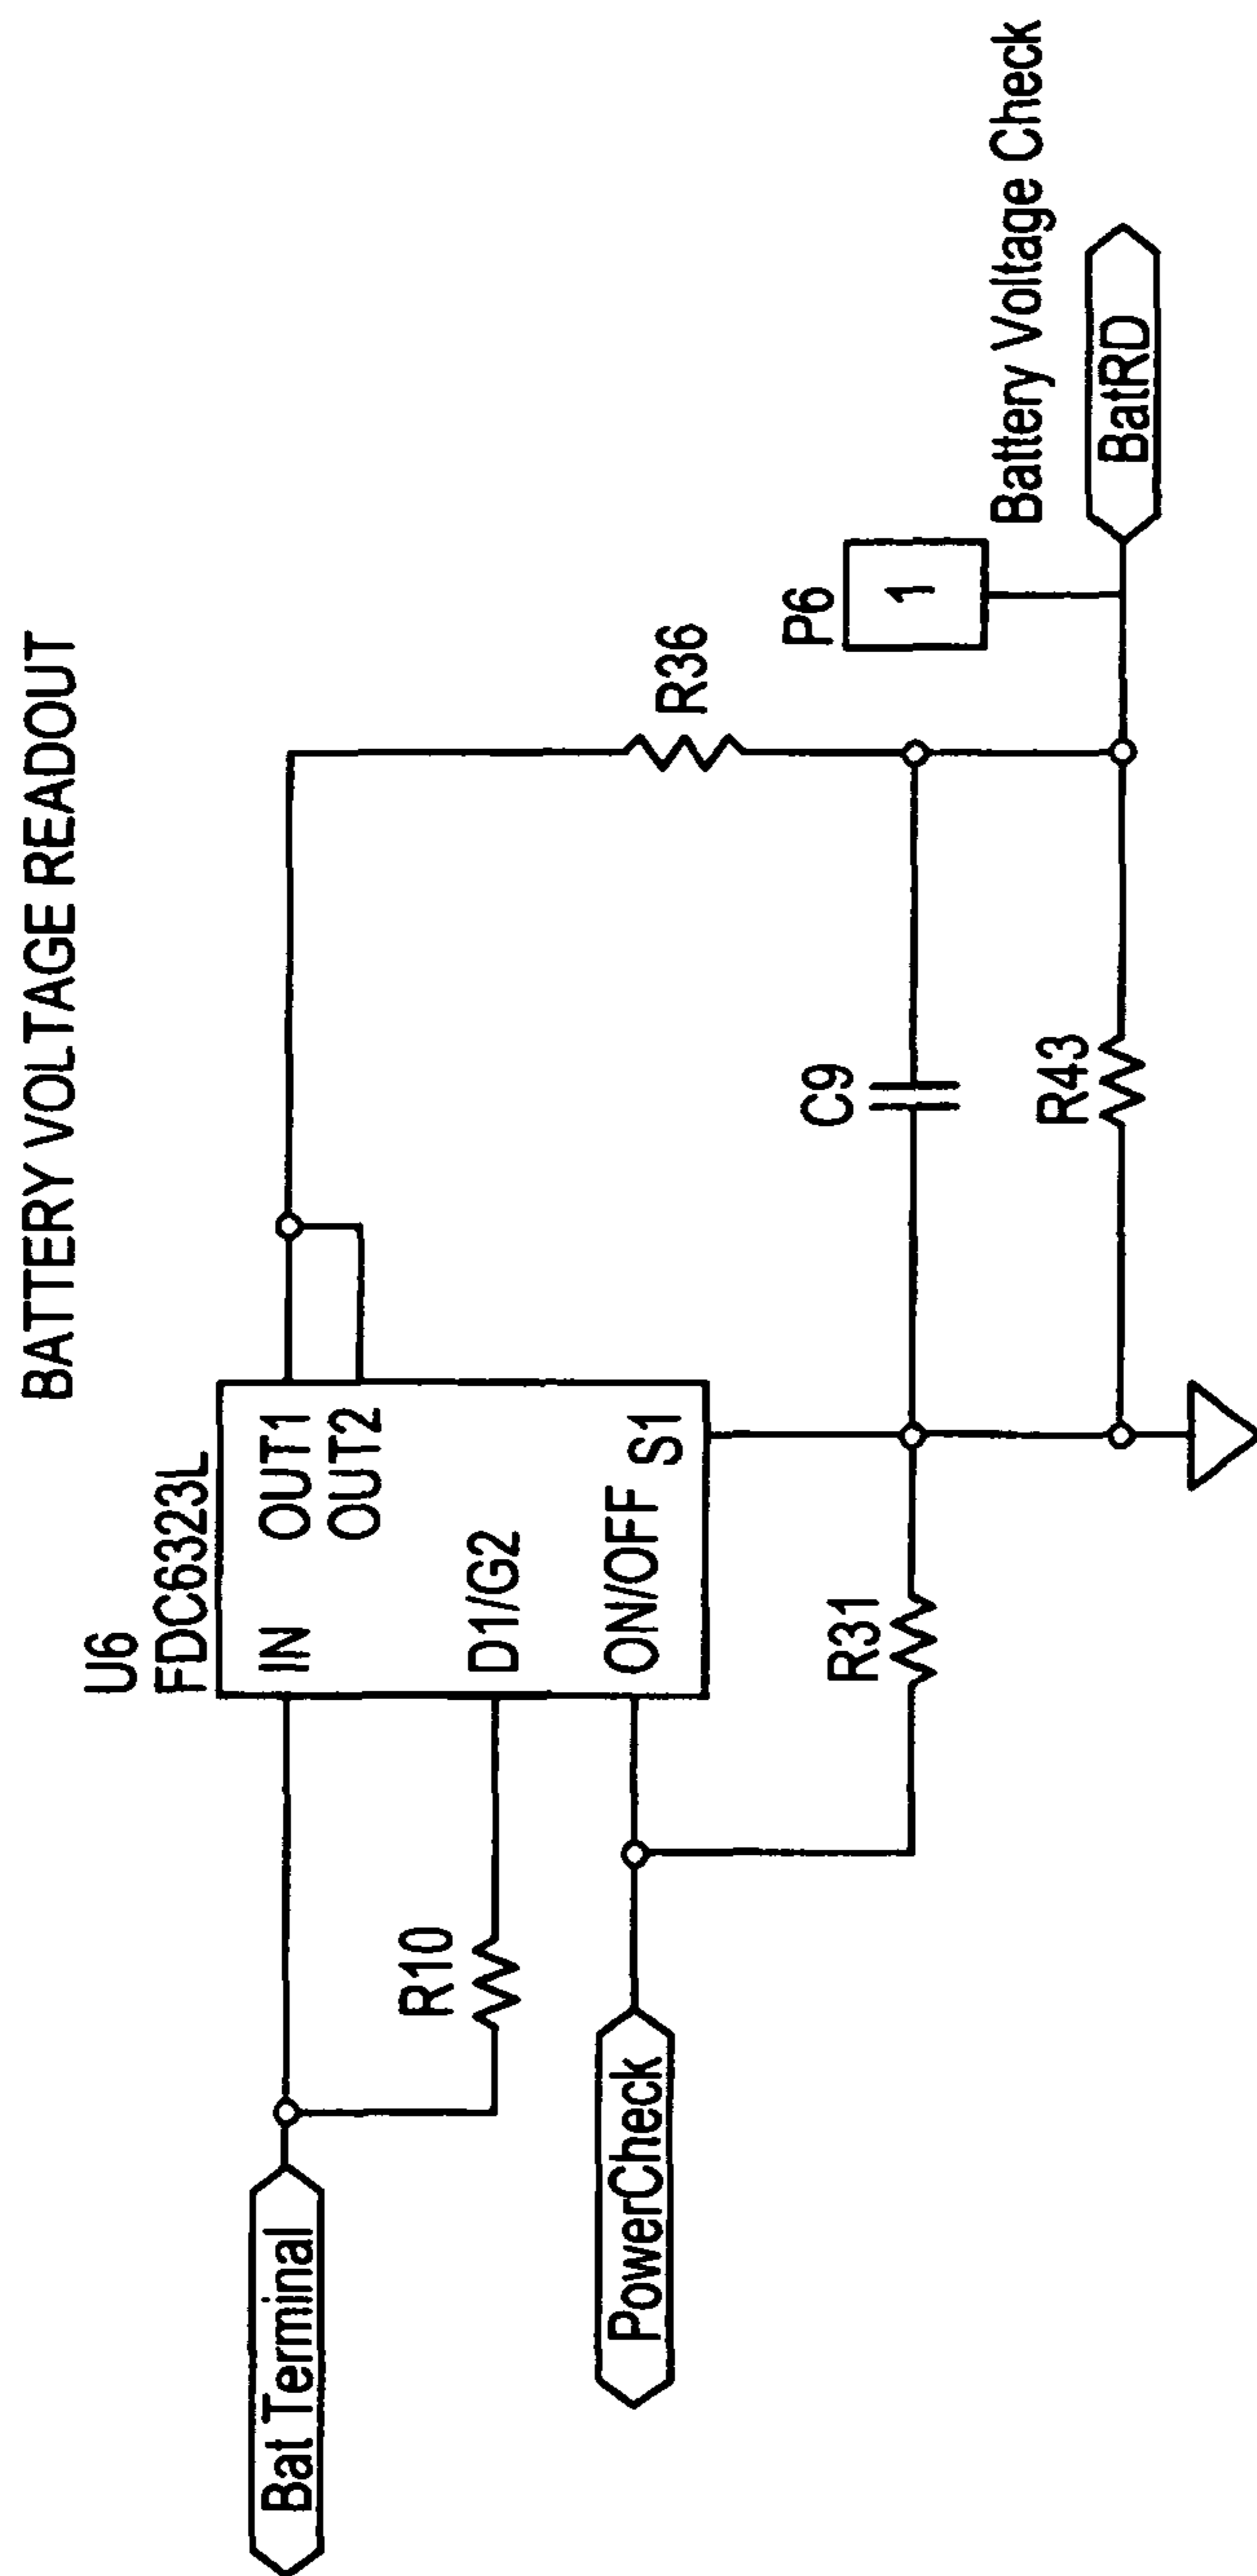 BATTERY VOLTAGE READOUT
U6
FDC6323L
IN
OUT1
OUT2
D1/G2
ON/OFF
S1
Bat Terminal
R10
PowerCheck
R31
C9
R43
R36
P6
1
Battery Voltage Check
BatRD